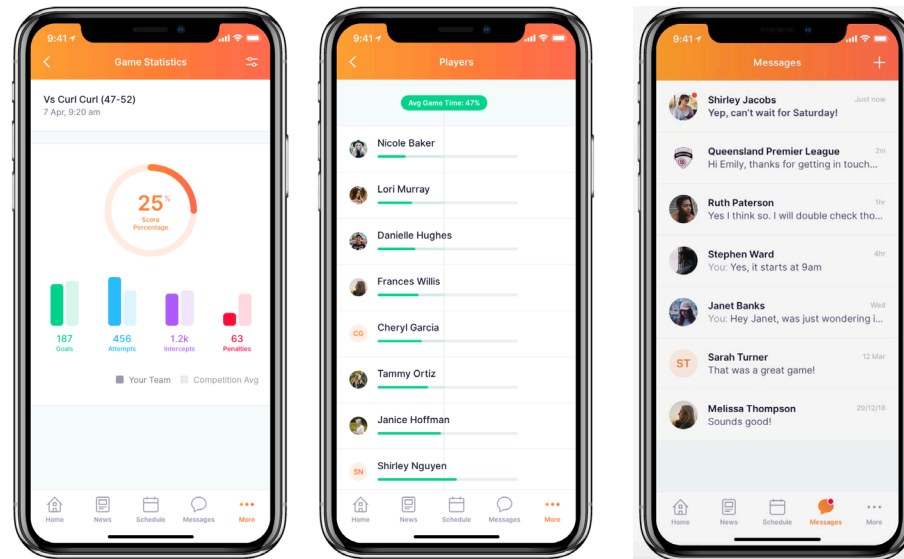 9:41
Game Statistics
Vs Curl Curl (47-52)
7 Apr, 9:20 am
25%
Score
Percentage
187
Goals
456
Attempts
1.2k
Intercepts
63
Penalties
Your Team
Competition Avg
Home
News
Schedule
Messages
More
9:41
Players
Avg Game Time: 47%
Nicole Baker
Lori Murray
Danielle Hughes
Frances Willis
CG
Cheryl Garcia
Tammy Ortiz
Janice Hoffman
SN
Shirley Nguyen
Home
News
Schedule
Messages
More
9:41
Messages
Shirley Jacobs
Just now
Yep, can't wait for Saturday!
Queensland Premier League
2m
Hi Emily, thanks for getting in touch...
Ruth Paterson
1hr
Yes I think so. I will double check tho...
Stephen Ward
4hr
You: Yes, it starts at 9am
Janet Banks
Wed
You: Hey Janet, was just wondering i...
ST
Sarah Turner
12 Mar
That was a great game!
Melissa Thompson
29/12/18
Sounds good!
Home
News
Schedule
Messages
More